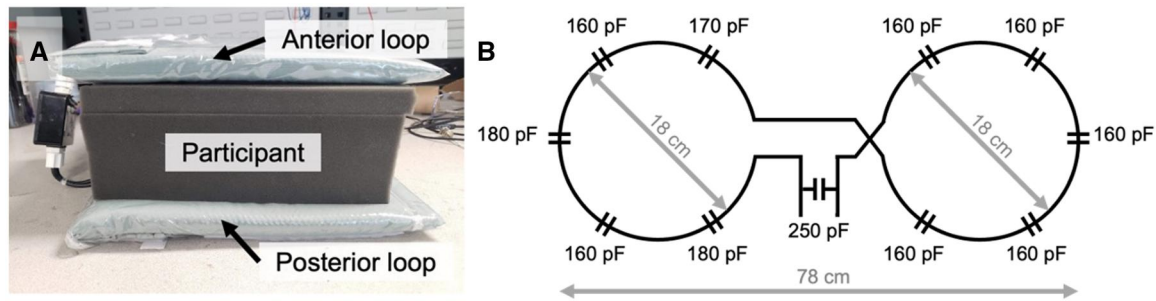 A
Anterior loop
Participant
Posterior loop
B
160 pF
170 pF
160 pF
160 pF
180 pF
18 cm
18 cm
160 pF
250 pF
160 pF
180 pF
160 pF
160 pF
78 cm